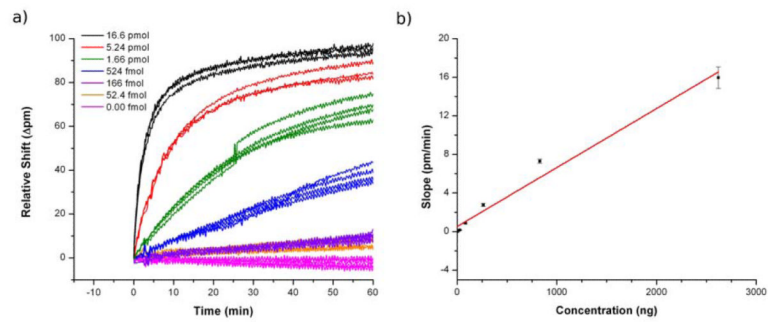 a)
16.6 pmol
5.24 pmol
1.66 pmol
524 fmol
166 fmol
52.4 fmol
0.00 fmol
100
80
60
40
20
0
Relative Shift (Δpm)
-10 0 10 20 30 40 50 60
Time (min)
b)
20
16
12
8
4
0
-4
Slope (pm/min)
0 1000 2000 3000
Concentration (ng)